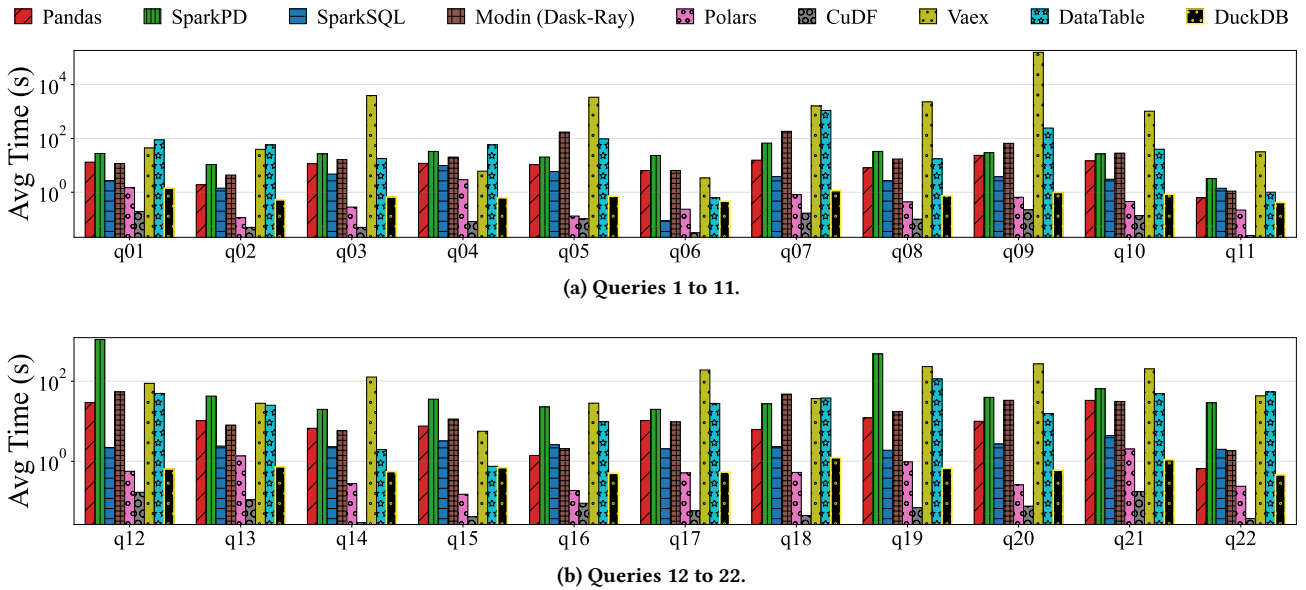 Pandas SparkPD SparkSQL Modin (Dask-Ray) Polars CuDF Vaex DataTable DuckDB
Avg Time (s)
10^4
10^2
10^0
q01 q02 q03 q04 q05 q06 q07 q08 q09 q10 q11
(a) Queries 1 to 11.
Avg Time (s)
10^2
10^0
q12 q13 q14 q15 q16 q17 q18 q19 q20 q21 q22
(b) Queries 12 to 22.